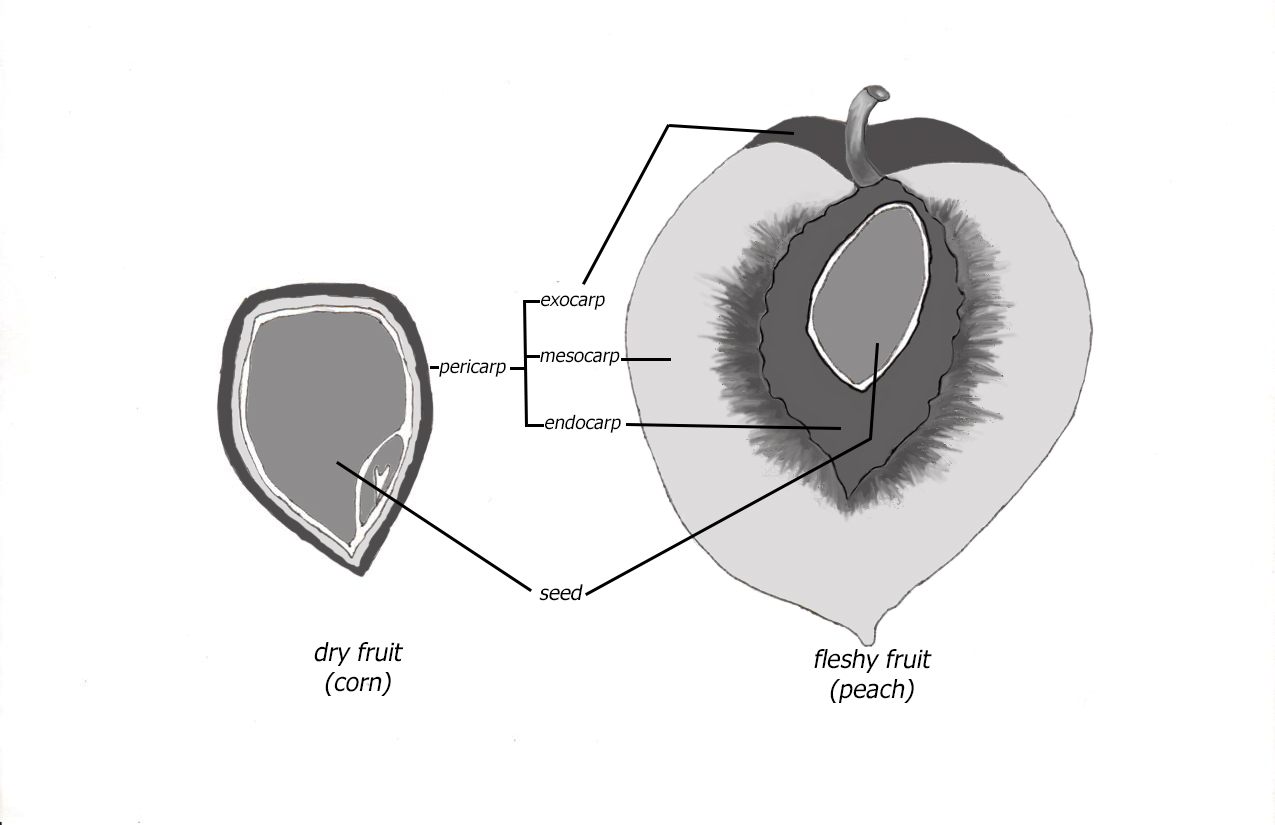 exocarp
pericarp
mesocarp
endocarp
seed
dry fruit
(corn)
fleshy fruit
(peach)